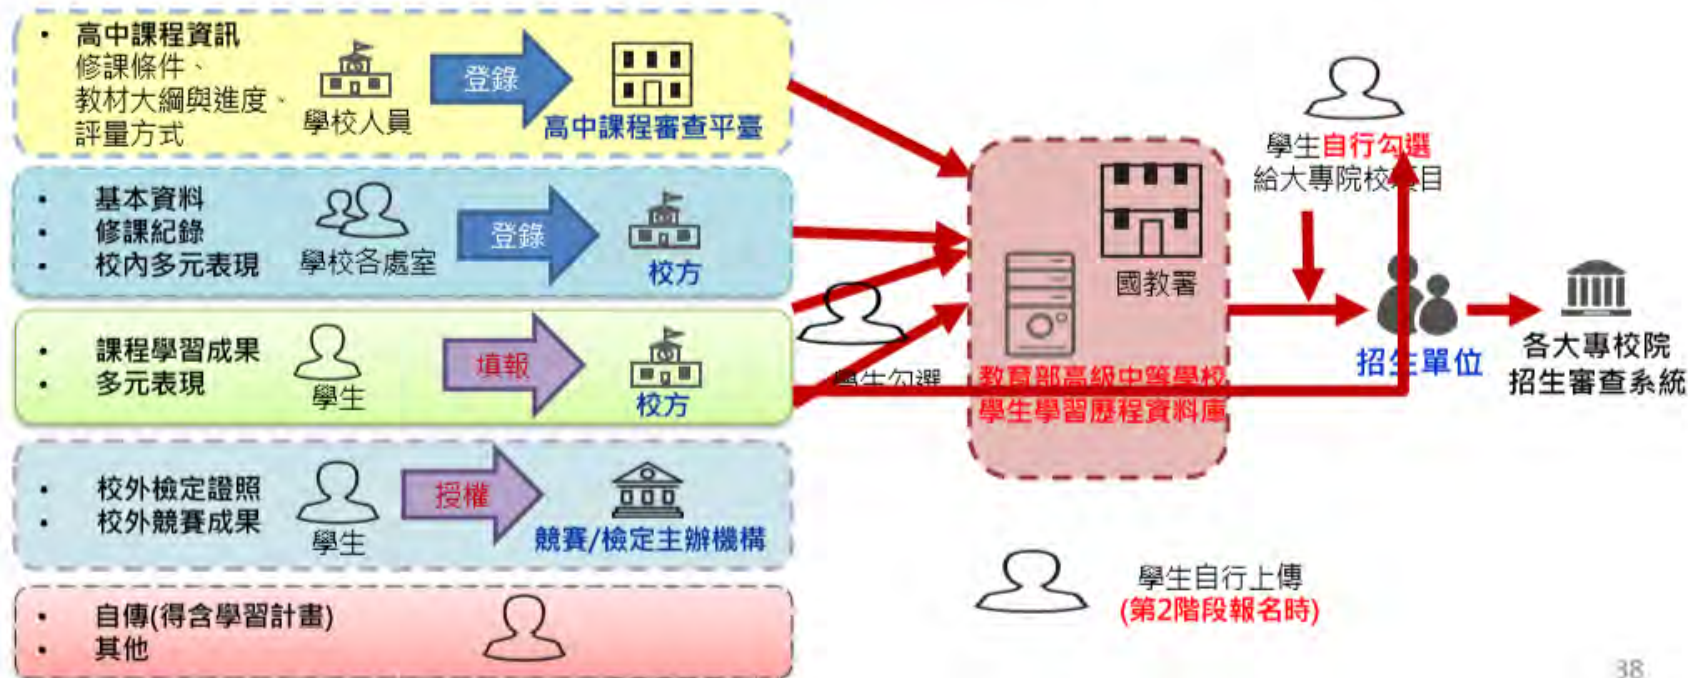 • 高中課程資訊
修課條件、
教材大綱與進度、
評量方式
學校人員
登錄
高中課程審查平臺
• 基本資料
• 修課紀錄
• 校內多元表現
學校各處室
登錄
校方
• 課程學習成果
• 多元表現
學生
填報
校方
學生勾選
• 校外檢定證照
• 校外競賽成果
學生
授權
競賽/檢定主辦機構
• 自傳(得含學習計畫)
• 其他
國教署
教育部高級中等學校
學生學習歷程資料庫
學生自行勾選
給大專院校項目
招生單位
各大專校院
招生審查系統
學生自行上傳
(第2階段報名時)
38